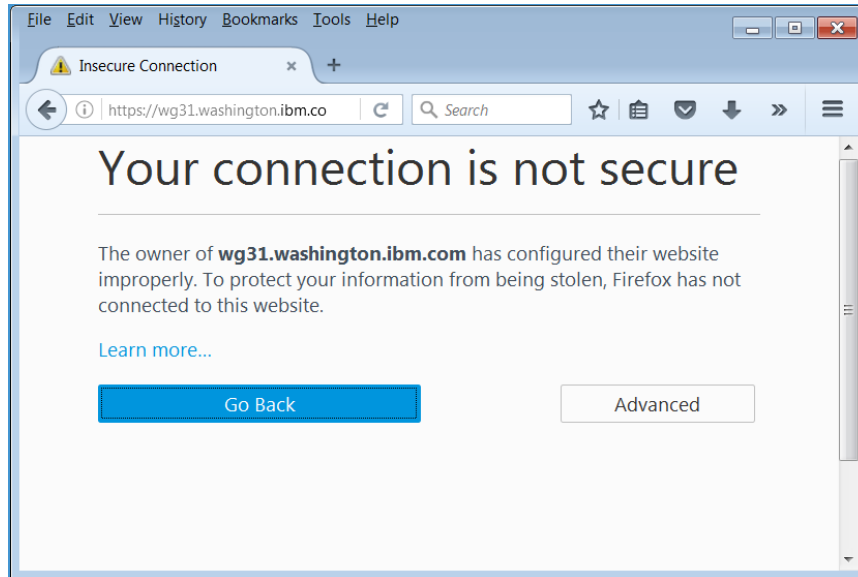 File Edit View History Bookmarks Tools Help
Insecure Connection
https://wg31.washington.ibm.co
Search
Your connection is not secure
The owner of wg31.washington.ibm.com has configured their website
improperly. To protect your information from being stolen, Firefox has not
connected to this website.
Learn more...
Go Back
Advanced